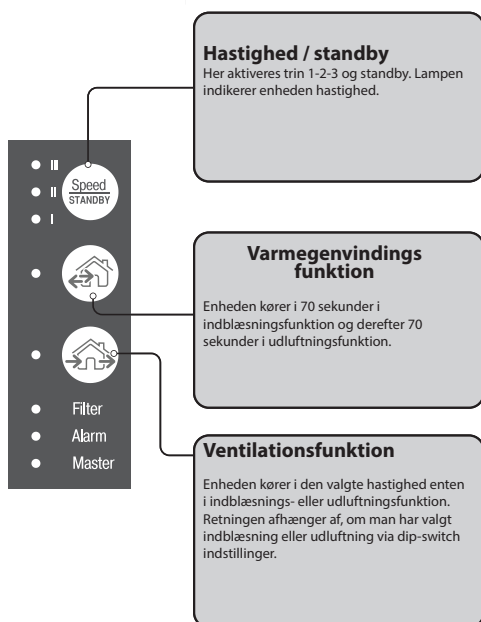 Hastighed / standby
Her aktiveres trin 1-2-3 og standby. Lampen
indikerer enheden hastighed.
III
II
I
Speed
STANDBY
Varmegenvindings
funktion
Enheden kører i 70 sekunder i
indblæsningsfunktion og derefter 70
sekunder i udluftningsfunktion.
Filter
Alarm
Master
Ventilationsfunktion
Enheden kører i den valgte hastighed enten
i indblæsnings- eller udluftningsfunktion.
Retningen afhænger af, om man har valgt
indblæsning eller udluftning via dip-switch
indstillinger.